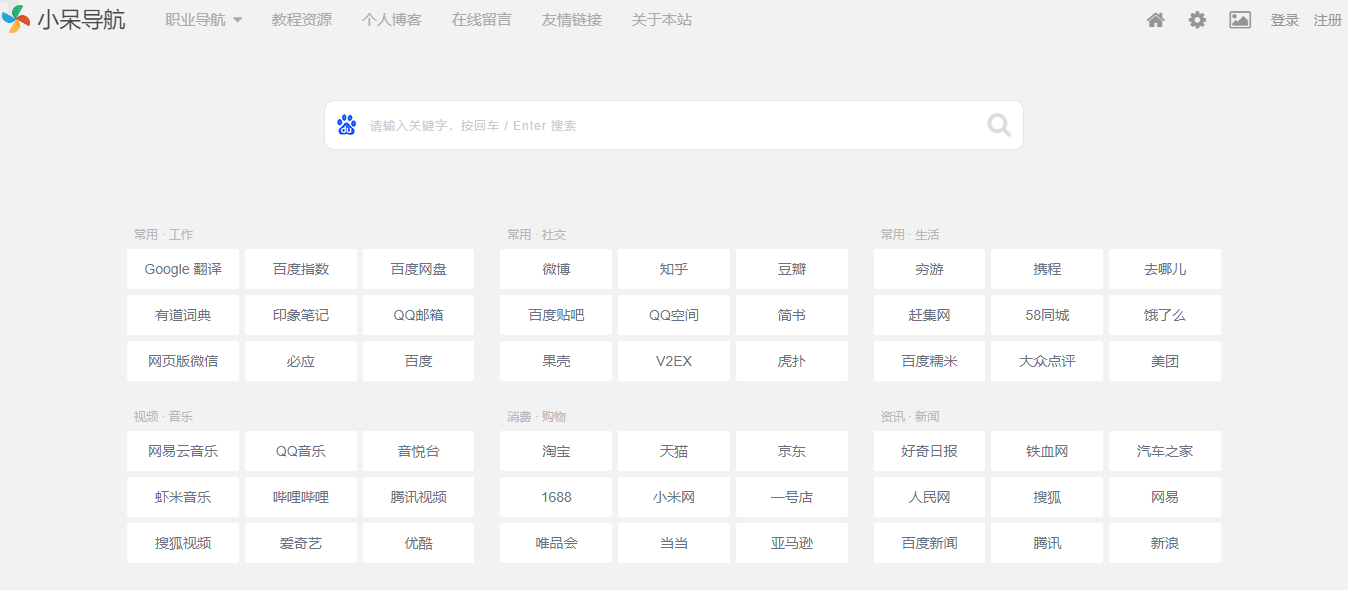 小呆导航 职业导航 教程资源 个人博客 在线留言 友情链接 关于本站 登录 注册
du 请输入关键字，按回车 / Enter 搜索
常用 · 工作 常用 · 社交 常用 · 生活
Google 翻译 百度指数 百度网盘 微博 知乎 豆瓣 穷游 携程 去哪儿
有道词典 印象笔记 QQ邮箱 百度贴吧 QQ空间 简书 赶集网 58同城 饿了么
网页版微信 必应 百度 果壳 V2EX 虎扑 百度糯米 大众点评 美团
视频 · 音乐 消费 · 购物 资讯 · 新闻
网易云音乐 QQ音乐 音悦台 淘宝 天猫 京东 好奇日报 铁血网 汽车之家
虾米音乐 哔哩哔哩 腾讯视频 1688 小米网 一号店 人民网 搜狐 网易
搜狐视频 爱奇艺 优酷 唯品会 当当 亚马逊 百度新闻 腾讯 新浪